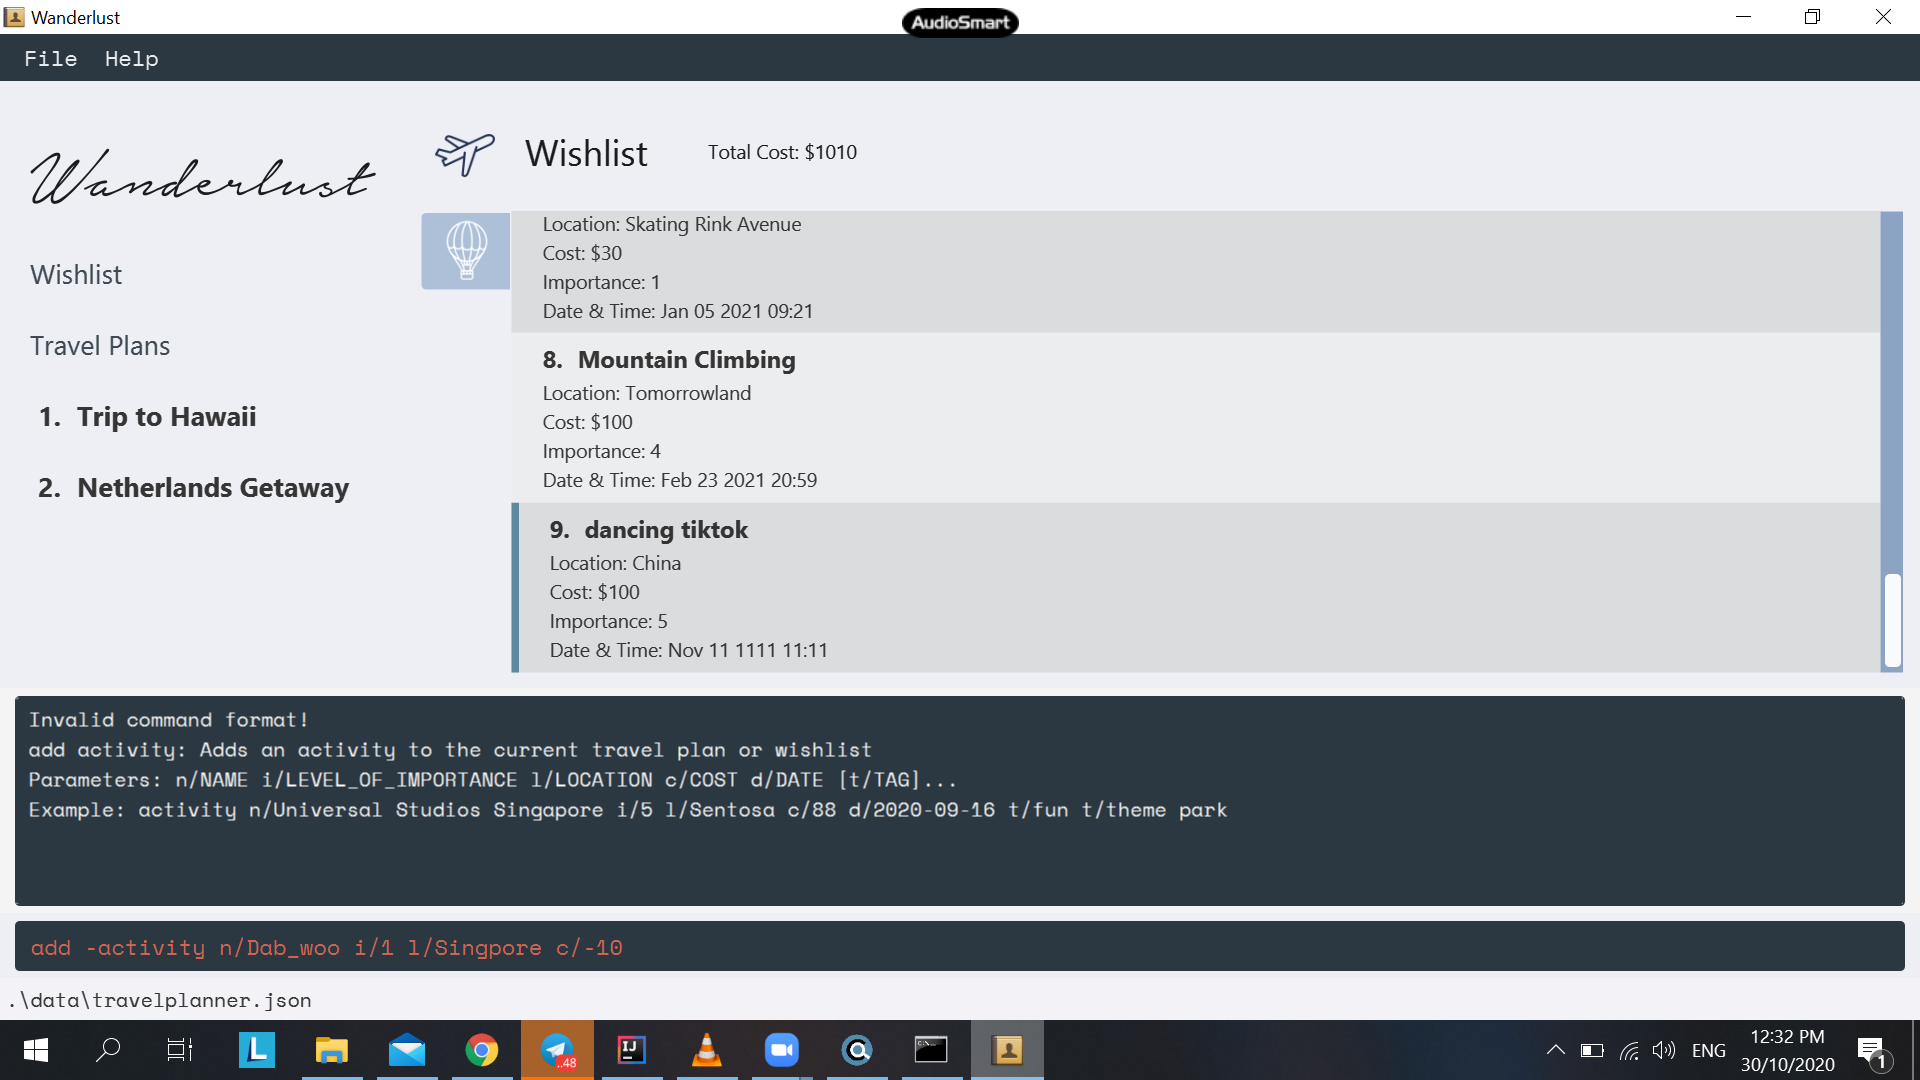 Wanderlust
AudioSmart
File Help
Wanderlust
Wishlist
Travel Plans
1. Trip to Hawaii
2. Netherlands Getaway
Wishlist Total Cost: $1010
Location: Skating Rink Avenue
Cost: $30
Importance: 1
Date & Time: Jan 05 2021 09:21
8. Mountain Climbing
Location: Tomorrowland
Cost: $100
Importance: 4
Date & Time: Feb 23 2021 20:59
9. dancing tiktok
Location: China
Cost: $100
Importance: 5
Date & Time: Nov 11 1111 11:11
Invalid command format!
add activity: Adds an activity to the current travel plan or wishlist
Parameters: n/NAME i/LEVEL_OF_IMPORTANCE l/LOCATION c/COST d/DATE [t/TAG]...
Example: activity n/Universal Studios Singapore i/5 l/Sentosa c/88 d/2020-09-16 t/fun t/theme park
add -activity n/Dab_woo i/1 l/Singpore c/-10
.\data\travelplanner.json
L
..48
IJ
ENG
12:32 PM
30/10/2020
1